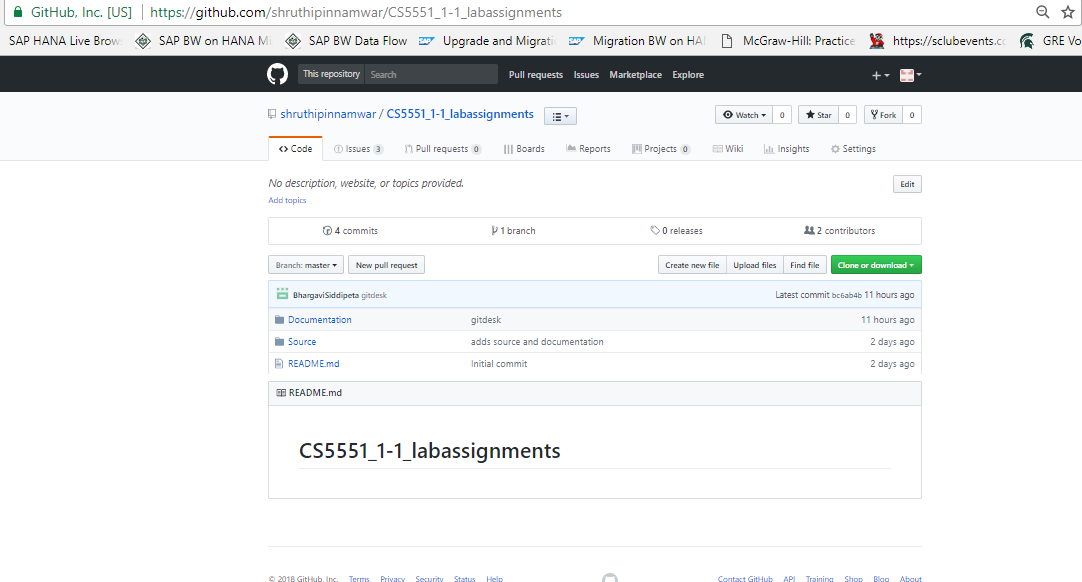 GitHub, Inc. [US] https://github.com/shruthipinnamwar/CS5551_1-1_labassignments
SAP HANA Live Brow SAP BW on HANA Mi SAP BW Data Flow Upgrade and Migrati Migration BW on HA McGraw-Hill: Practice https://sclubevents.co GRE Vo
This repository Search Pull requests Issues Marketplace Explore
shruthipinnamwar / CS5551_1-1_labassignments Watch 0 Star 0 Fork 0
Code Issues 3 Pull requests 0 Boards Reports Projects 0 Wiki Insights Settings
No description, website, or topics provided. Edit
Add topics
4 commits 1 branch 0 releases 2 contributors
Branch: master New pull request Create new file Upload files Find file Clone or download
BhargaviSiddipeta gitdesk Latest commit bc6ab4b 11 hours ago
Documentation gitdesk 11 hours ago
Source adds source and documentation 2 days ago
README.md Initial commit 2 days ago
README.md
CS5551_1-1_labassignments
© 2018 GitHub, Inc. Terms Privacy Security Status Help Contact GitHub API Training Shop Blog About